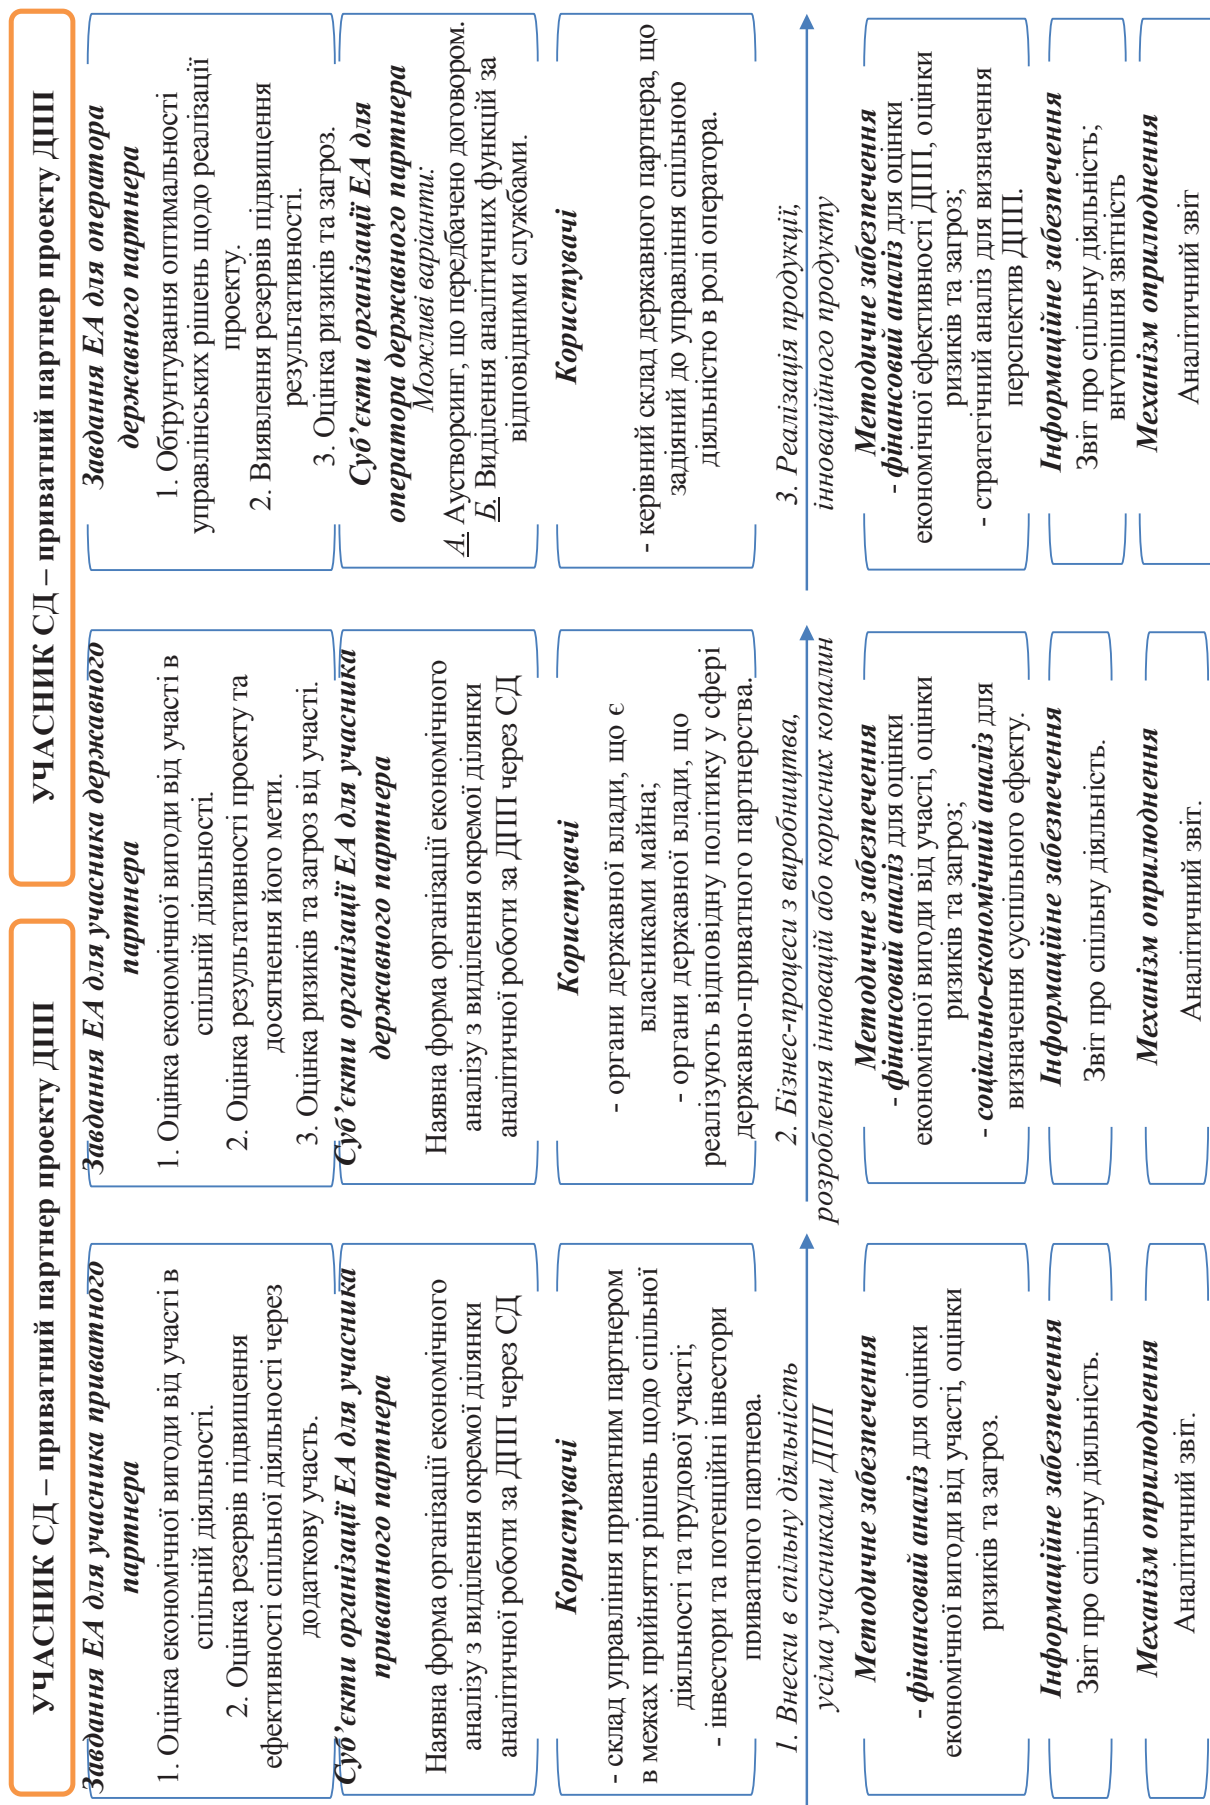 УЧАСНИК СД – приватний партнер проекту ДПП
Завдання ЕА для учасника приватного
партнера
1. Оцінка економічної вигоди від участі в
спільній діяльності.
2. Оцінка резервів підвищення
ефективності спільної діяльності через
додаткову участь.
Суб’єкти організації ЕА для учасника
приватного партнера
Наявна форма організації економічного
аналізу з виділення окремої ділянки
аналітичної роботи за ДПП через СД
Користувачі
- склад управління приватним партнером
в межах прийняття рішень щодо спільної
діяльності та трудової участі;
- інвестори та потенційні інвестори
приватного партнера.
1. Внески в спільну діяльність
усіма учасниками ДПП
Методичне забезпечення
- фінансовий аналіз для оцінки
економічної вигоди від участі, оцінки
ризиків та загроз.
Інформаційне забезпечення
Звіт про спільну діяльність.
Механізм оприлюднення
Аналітичний звіт.
УЧАСНИК СД – приватний партнер проекту ДПП
Завдання ЕА для учасника державного
партнера
1. Оцінка економічної вигоди від участі в
спільній діяльності.
2. Оцінка результативності проекту та
досягнення його мети.
3. Оцінка ризиків та загроз від участі.
Суб’єкти організації ЕА для учасника
державного партнера
Наявна форма організації економічного
аналізу з виділення окремої ділянки
аналітичної роботи за ДПП через СД
Користувачі
- органи державної влади, що є
власниками майна;
- органи державної влади, що
реалізують відповідну політику у сфері
державно-приватного партнерства.
2. Бізнес-процеси з виробництва,
розроблення інновацій або корисних копалин
Методичне забезпечення
- фінансовий аналіз для оцінки
економічної вигоди від участі, оцінки
ризиків та загроз;
- соціально-економічний аналіз для
визначення суспільного ефекту.
Інформаційне забезпечення
Звіт про спільну діяльність.
Механізм оприлюднення
Аналітичний звіт.
Завдання ЕА для оператора
державного партнера
1. Обґрунтування оптимальності
управлінських рішень щодо реалізації
проекту.
2. Виявлення резервів підвищення
результативності.
3. Оцінка ризиків та загроз.
Суб’єкти організації ЕА для
оператора державного партнера
Можливі варіанти:
А. Аустворсинг, що передбачено договором.
Б. Виділення аналітичних функцій за
відповідними службами.
Користувачі
- керівний склад державного партнера, що
задіяний до управління спільною
діяльністю в ролі оператора.
3. Реалізація продукції,
інноваційного продукту
Методичне забезпечення
- фінансовий аналіз для оцінки
економічної ефективності ДПП, оцінки
ризиків та загроз;
- стратегічний аналіз для визначення
перспектив ДПП.
Інформаційне забезпечення
Звіт про спільну діяльність;
внутрішня звітність
Механізм оприлюднення
Аналітичний звіт